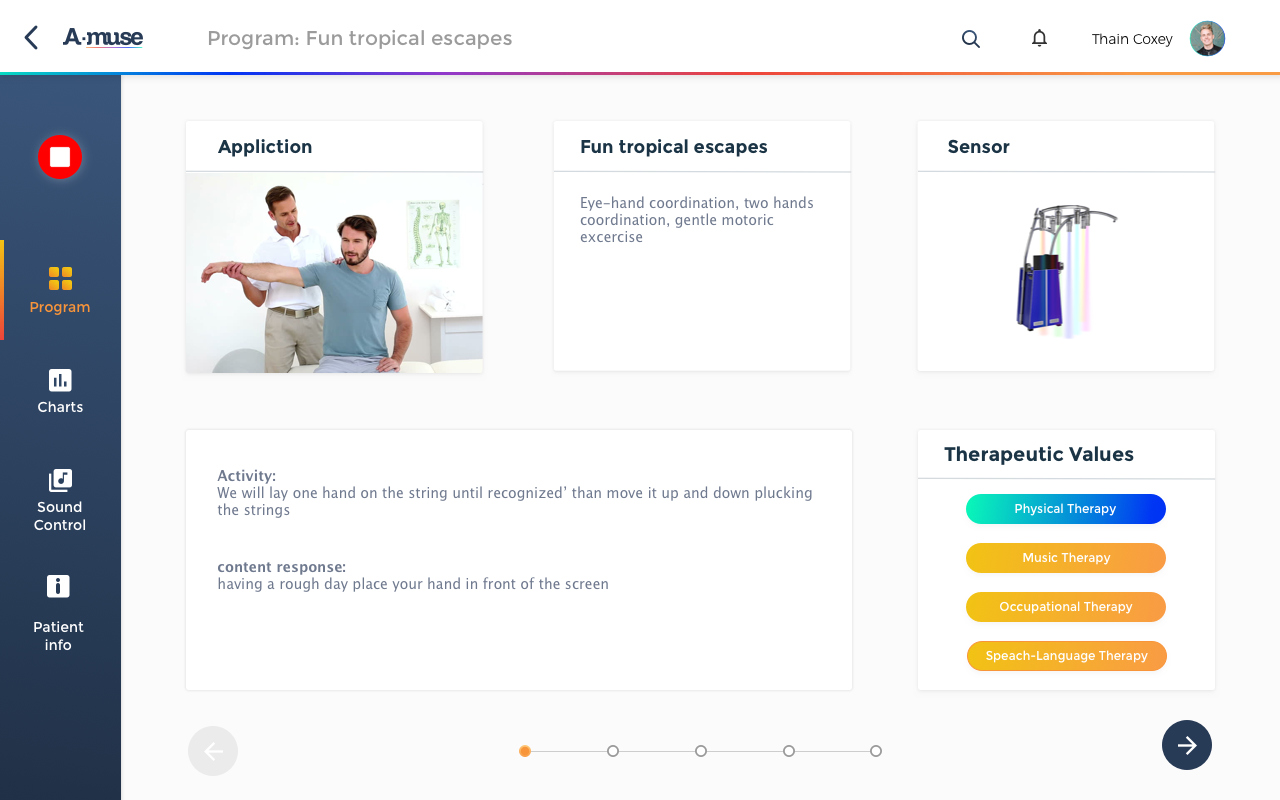 A·muse
Program: Fun tropical escapes
Thain Coxey
Program
Charts
Sound
Control
Patient
info
Appliction
Fun tropical escapes
Eye-hand coordination, two hands
coordination, gentle motoric
excercise
Sensor
Activity:
We will lay one hand on the string until recognized’ than move it up and down plucking
the strings
content response:
having a rough day place your hand in front of the screen
Therapeutic Values
Physical Therapy
Music Therapy
Occupational Therapy
Speach-Language Therapy